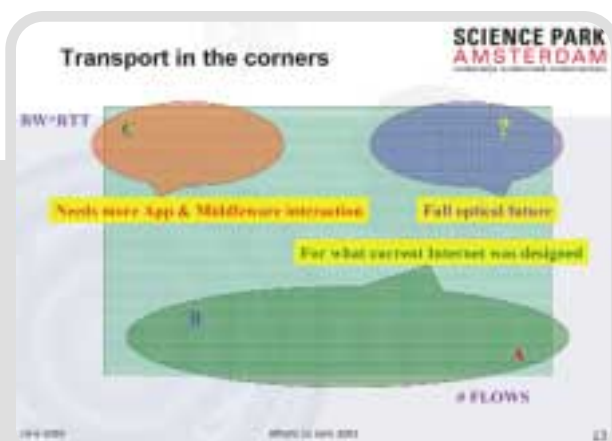 Transport in the corners
SCIENCE PARK
AMSTERDAM
BW*RTT
C
?
Needs more App & Middleware interaction
Full optical future
For what current Internet was designed
B
A
# FLOWS